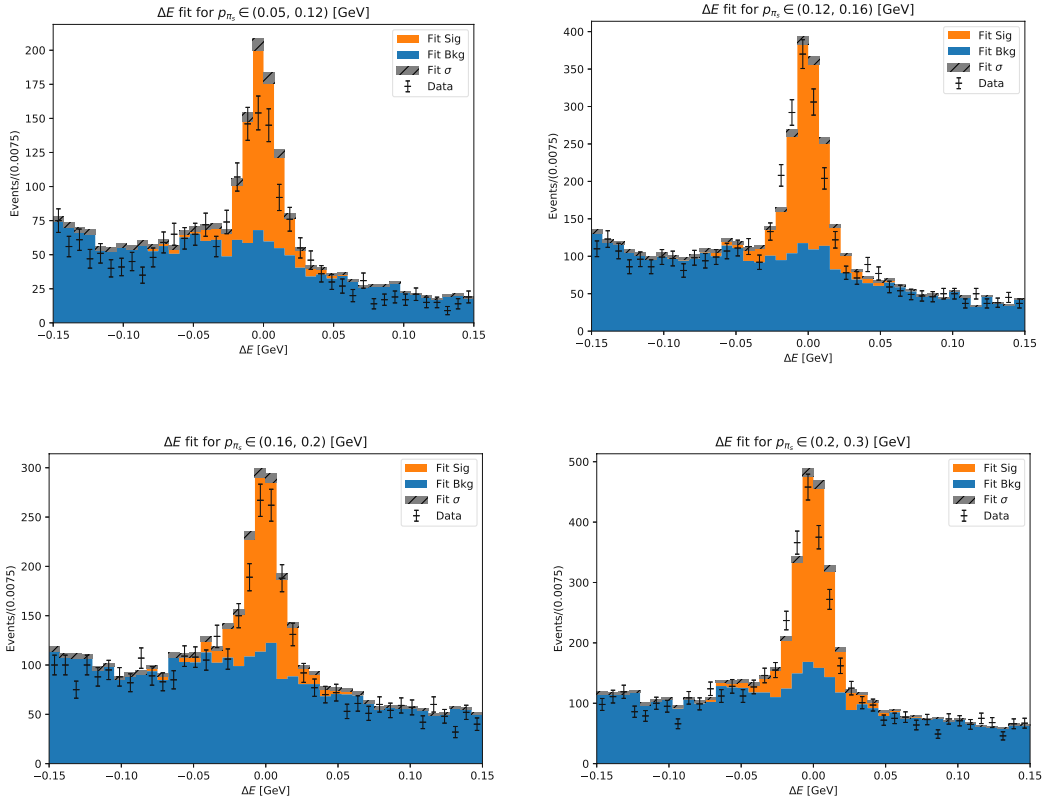 ΔE fit for pπs ∈ (0.05, 0.12) [GeV]
Events/(0.0075)
200
175
150
125
100
75
50
25
0
Fit Sig
Fit Bkg
Fit σ
Data
−0.15 −0.10 −0.05 0.00 0.05 0.10 0.15
ΔE [GeV]
ΔE fit for pπs ∈ (0.12, 0.16) [GeV]
Events/(0.0075)
400
350
300
250
200
150
100
50
0
Fit Sig
Fit Bkg
Fit σ
Data
−0.15 −0.10 −0.05 0.00 0.05 0.10 0.15
ΔE [GeV]
ΔE fit for pπs ∈ (0.16, 0.2) [GeV]
Events/(0.0075)
300
250
200
150
100
50
0
Fit Sig
Fit Bkg
Fit σ
Data
−0.15 −0.10 −0.05 0.00 0.05 0.10 0.15
ΔE [GeV]
ΔE fit for pπs ∈ (0.2, 0.3) [GeV]
Events/(0.0075)
500
400
300
200
100
0
Fit Sig
Fit Bkg
Fit σ
Data
−0.15 −0.10 −0.05 0.00 0.05 0.10 0.15
ΔE [GeV]